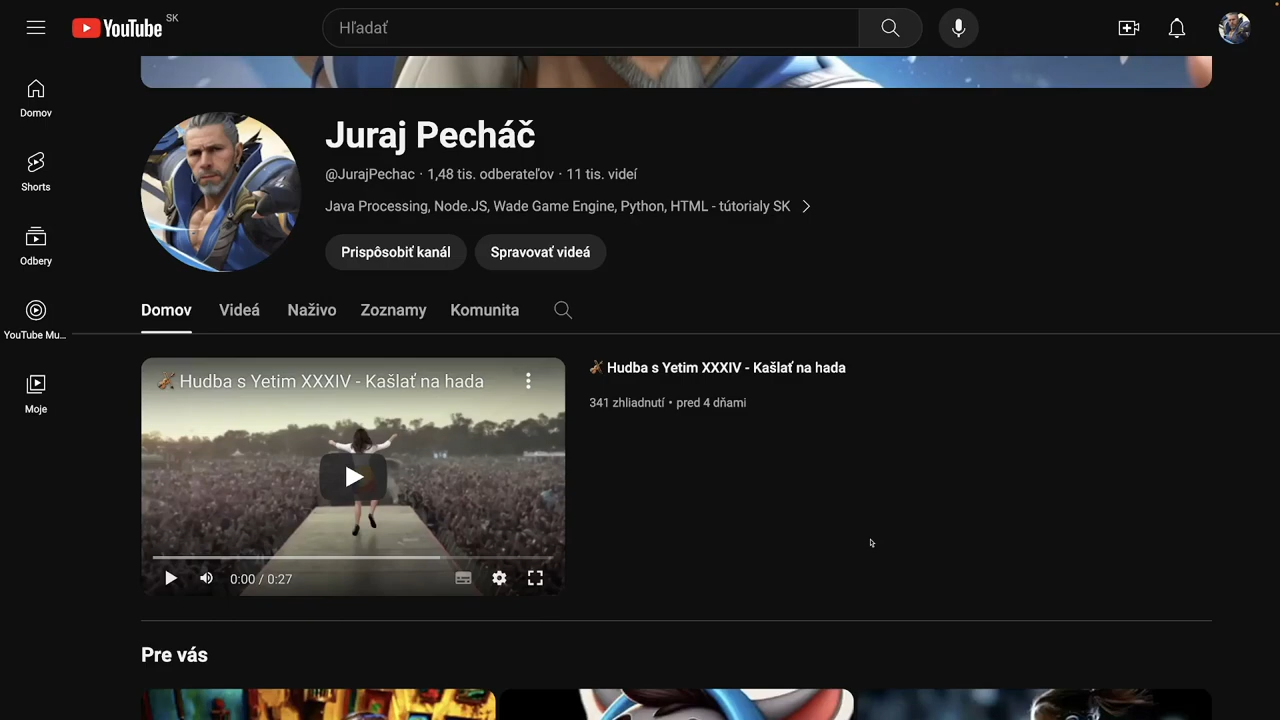 YouTube SK
Hľadať
Domov
Shorts
Odbery
YouTube Mu...
Moje
Juraj Pecháč
@JurajPechac · 1,48 tis. odberateľov · 11 tis. videí
Java Processing, Node.JS, Wade Game Engine, Python, HTML - tútorialy SK
Prispôsobiť kanál Spravovať videá
Domov Videá Naživo Zoznamy Komunita
🎻Hudba s Yetim XXXIV - Kašlať na hada
0:00 / 0:27
🎻Hudba s Yetim XXXIV - Kašlať na hada
341 zhliadnutí • pred 4 dňami
Pre vás